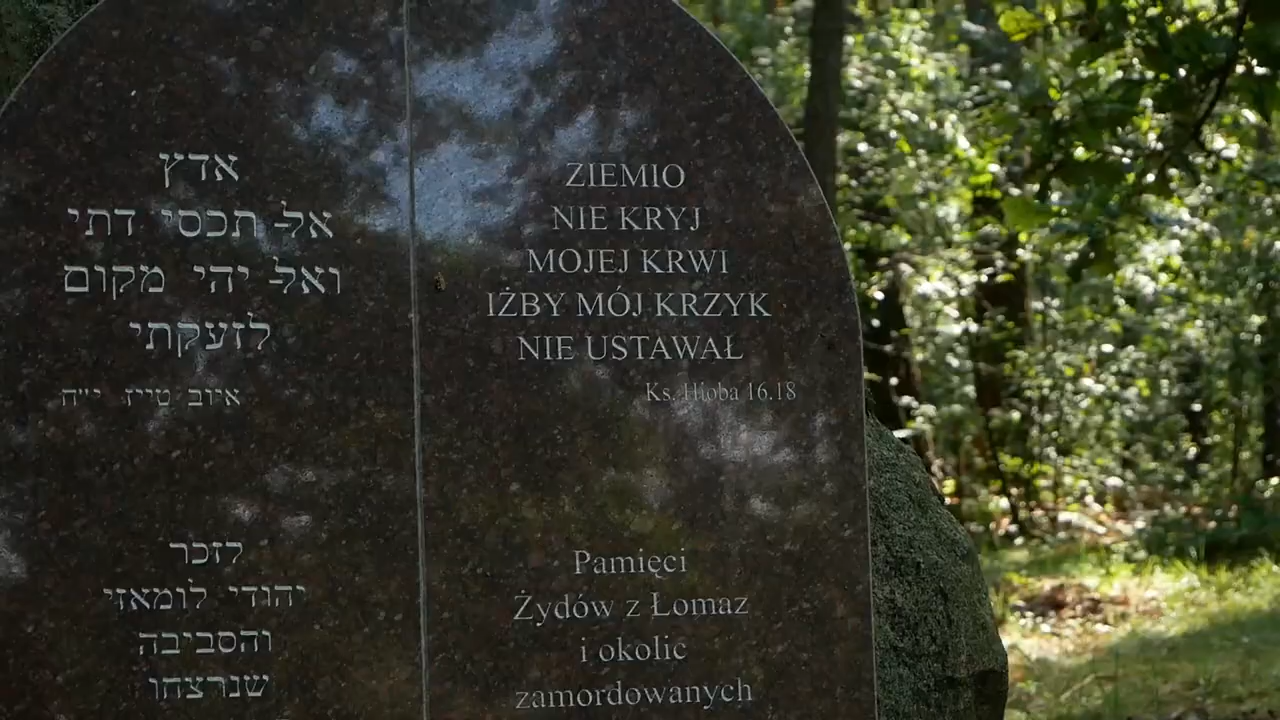 אדץ
אל תכסי דתי
ואל יהי מקום
לזעקתי
איוב טייז י״ח
לזכר
יהודי לומאזי
והסביבה
שנרצחו
ZIEMIO
NIE KRYJ
MOJEJ KRWI
IŻBY MÓJ KRZYK
NIE USTAWAŁ
Ks. Hioba 16.18
Pamięci
Żydów z Łomaz
i okolic
zamordowanych